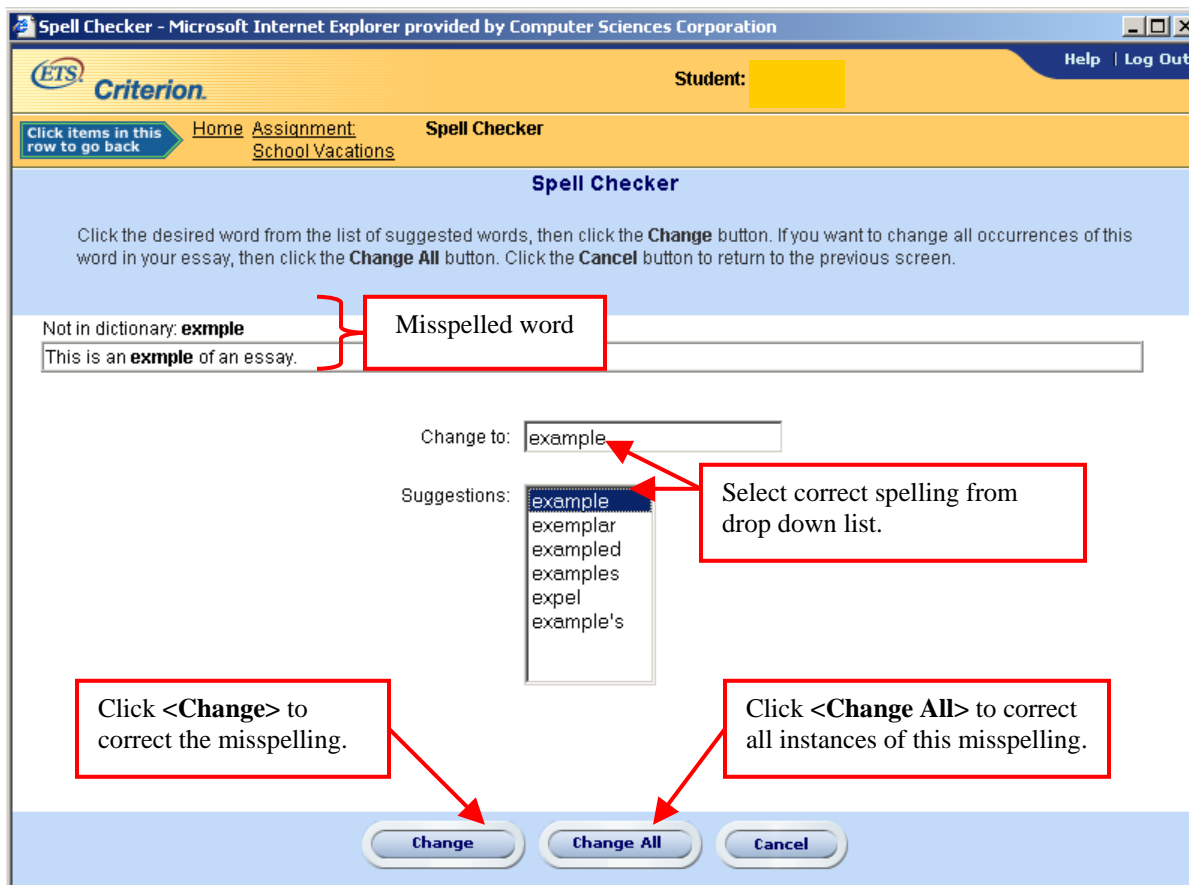 Spell Checker - Microsoft Internet Explorer provided by Computer Sciences Corporation
ETS
Criterion.
Student:
Help | Log Out
Click items in this
row to go back
Home
Assignment:
School Vacations
Spell Checker
Spell Checker
Click the desired word from the list of suggested words, then click the Change button. If you want to change all occurrences of this
word in your essay, then click the Change All button. Click the Cancel button to return to the previous screen.
Not in dictionary: exmple
Misspelled word
This is an exmple of an essay.
Change to:
example
Suggestions:
example
exemplar
exampled
examples
expel
example's
Select correct spelling from
drop down list.
Click <Change> to
correct the misspelling.
Click <Change All> to correct
all instances of this misspelling.
Change
Change All
Cancel